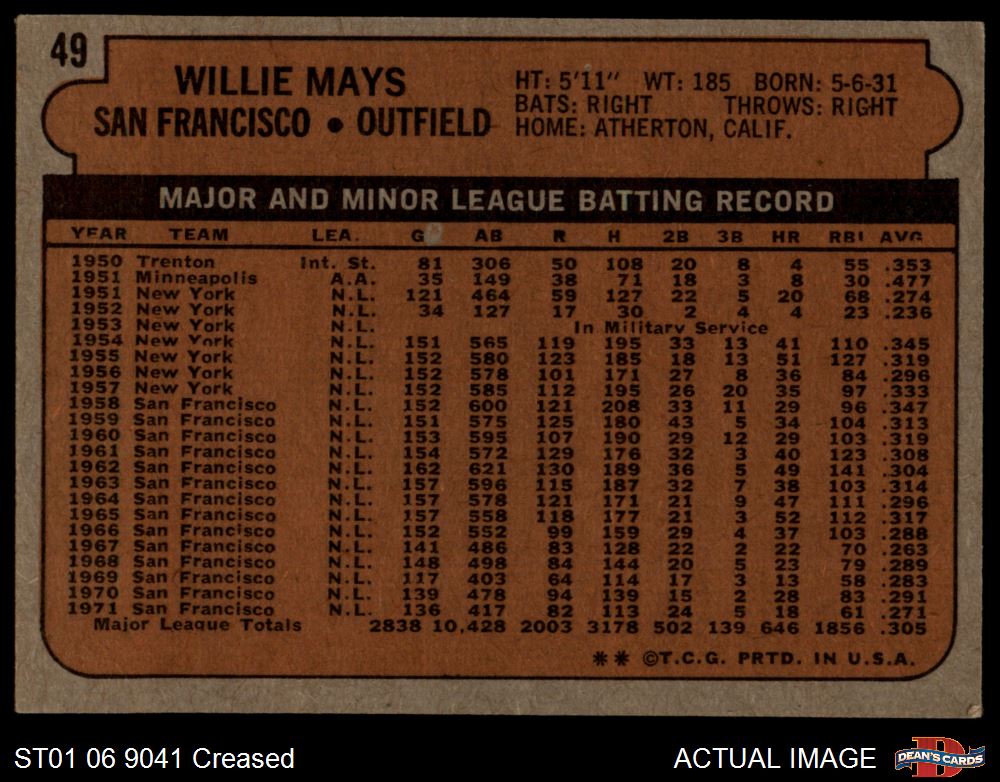 49
WILLIE MAYS
SAN FRANCISCO • OUTFIELD
HT: 5'11" WT: 185 BORN: 5-6-31
BATS: RIGHT THROWS: RIGHT
HOME: ATHERTON, CALIF.
MAJOR AND MINOR LEAGUE BATTING RECORD
YEAR TEAM LEA. G AB R H 2B 3B HR RBI AVG.
1950 Trenton Int. St. 81 306 50 108 20 8 4 55 .353
1951 Minneapolis A.A. 35 149 38 71 18 3 8 30 .477
1951 New York N.L. 121 464 59 127 22 5 20 68 .274
1952 New York N.L. 34 127 17 30 2 4 4 23 .236
1953 New York N.L. In Military Service
1954 New York N.L. 151 565 119 195 33 13 41 110 .345
1955 New York N.L. 152 580 123 185 18 13 51 127 .319
1956 New York N.L. 152 578 101 171 27 8 36 84 .296
1957 New York N.L. 152 585 112 195 26 20 35 97 .333
1958 San Francisco N.L. 152 600 121 208 33 11 29 96 .347
1959 San Francisco N.L. 151 575 125 180 43 5 34 104 .313
1960 San Francisco N.L. 153 595 107 190 29 12 29 103 .319
1961 San Francisco N.L. 154 572 129 176 32 3 40 123 .308
1962 San Francisco N.L. 162 621 130 189 36 5 49 141 .304
1963 San Francisco N.L. 157 596 115 187 32 7 38 103 .314
1964 San Francisco N.L. 157 578 121 171 21 9 47 111 .296
1965 San Francisco N.L. 157 558 118 177 21 3 52 112 .317
1966 San Francisco N.L. 152 552 99 159 29 4 37 103 .288
1967 San Francisco N.L. 141 486 83 128 22 2 22 70 .263
1968 San Francisco N.L. 148 498 84 144 20 5 23 79 .289
1969 San Francisco N.L. 117 403 64 114 17 3 13 58 .283
1970 San Francisco N.L. 139 478 94 139 15 2 28 83 .291
1971 San Francisco N.L. 136 417 82 113 24 5 18 61 .271
Major League Totals 2838 10,428 2003 3178 502 139 646 1856 .305
** ©T.C.G. PRTD. IN U.S.A.
ST01 06 9041 Creased
ACTUAL IMAGE
D
DEAN'S CARDS